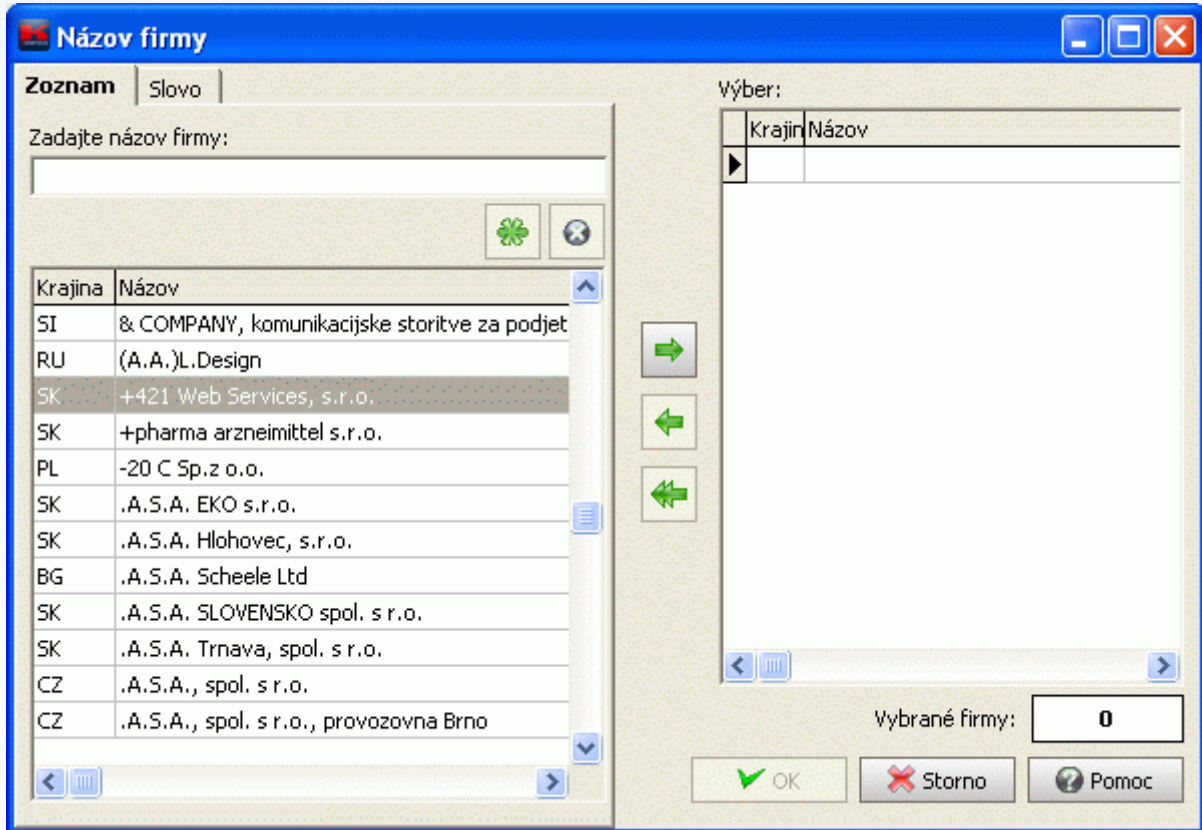 Názov firmy
Zoznam Slovo
Zadajte názov firmy:
Krajina Názov
SI & COMPANY, komunikacijske storitve za podjet
RU (A.A.)L.Design
SK +421 Web Services, s.r.o.
SK +pharma arzneimittel s.r.o.
PL -20 C Sp.z o.o.
SK .A.S.A. EKO s.r.o.
SK .A.S.A. Hlohovec, s.r.o.
BG .A.S.A. Scheele Ltd
SK .A.S.A. SLOVENSKO spol. s r.o.
SK .A.S.A. Trnava, spol. s r.o.
CZ .A.S.A., spol. s r.o.
CZ .A.S.A., spol. s r.o., provozovna Brno
Výber:
Krajin Názov
Vybrané firmy: 0
OK Storno Pomoc